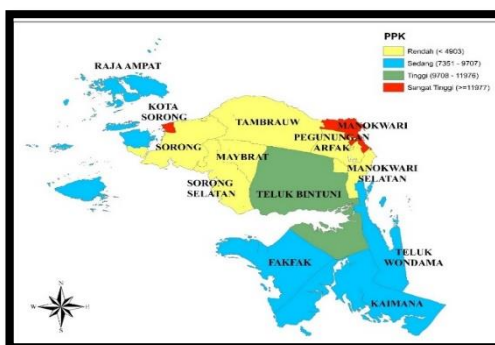 PPK
Rendah (< 4903)
Sedang (7351 - 9707)
Tinggi (9708 - 11976)
Sangat Tinggi (>=11977)
RAJA AMPAT
KOTA
SORONG
TAMBRAUW
MANOKWARI
PEGUNUNGAN
ARFAK
SORONG
MAYBRAT
MANOKWARI
SELATAN
SORONG
SELATAN
TELUK BINTUNI
TELUK
WONDAMA
FAKFAK
KAIMANA